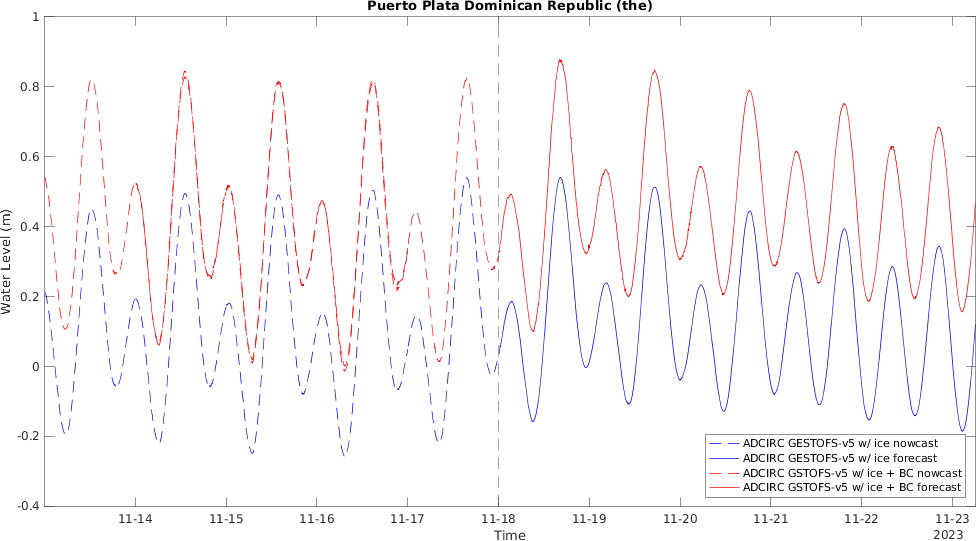 Puerto Plata Dominican Republic (the)
1
0.8
0.6
0.4
0.2
0
-0.2
-0.4
Water Level (m)
11-14
11-15
11-16
11-17
11-18
11-19
11-20
11-21
11-22
11-23
2023
Time
ADCIRC GESTOFS-v5 w/ ice nowcast
ADCIRC GESTOFS-v5 w/ ice forecast
ADCIRC GSTOFS-v5 w/ ice + BC nowcast
ADCIRC GSTOFS-v5 w/ ice + BC forecast